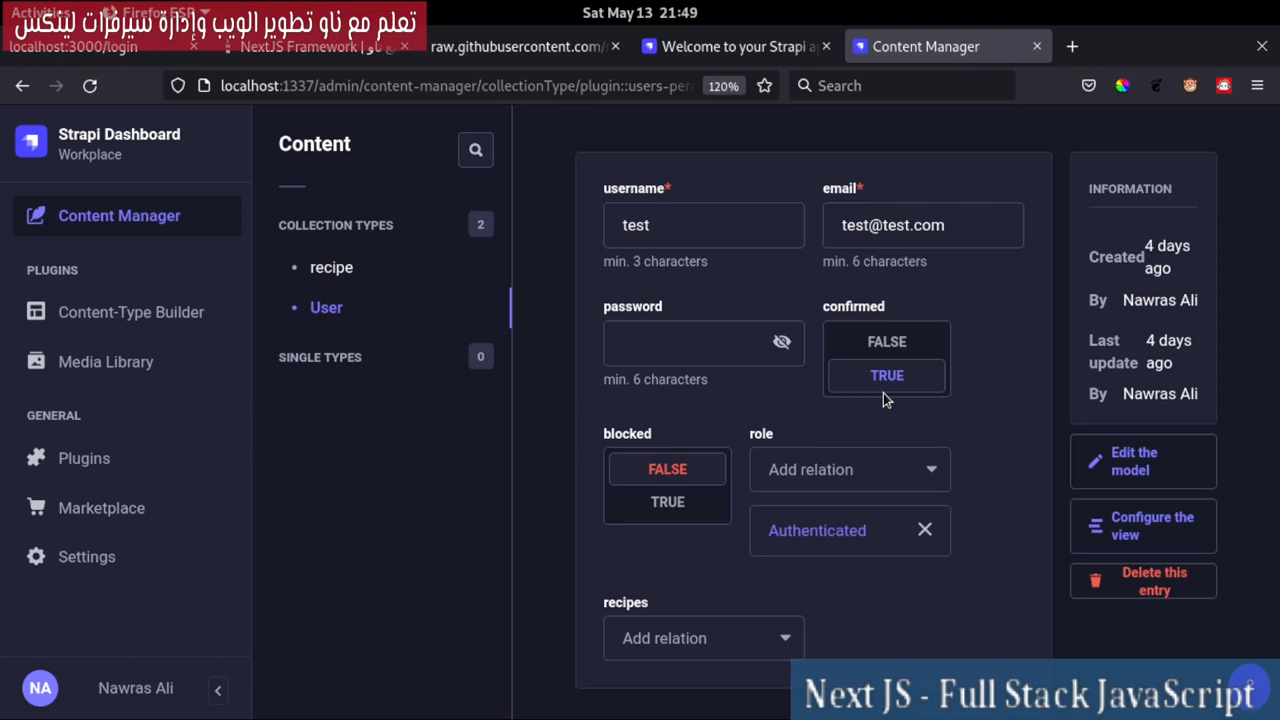 Activities
Firefox ESR
Sat May 13 21:49
تعلم مع ناو تطوير الويب وإدارة سيرفرات لينكس
localhost:3000/login
NextJS Framework |
raw.githubusercontent.com/
Welcome to your Strapi a
Content Manager
localhost:1337/admin/content-manager/collectionType/plugin::users-per
120%
Search
Strapi Dashboard
Workplace
Content Manager
PLUGINS
Content-Type Builder
Media Library
GENERAL
Plugins
Marketplace
Settings
NA
Nawras Ali
Content
COLLECTION TYPES
2
recipe
User
SINGLE TYPES
0
username*
test
min. 3 characters
email*
test@test.com
min. 6 characters
password
min. 6 characters
confirmed
FALSE
TRUE
blocked
FALSE
TRUE
role
Add relation
Authenticated
recipes
Add relation
INFORMATION
Created
4 days
ago
By
Nawras Ali
Last
update
4 days
ago
By
Nawras Ali
Edit the
model
Configure the
view
Delete this
entry
Next JS - Full Stack JavaScript